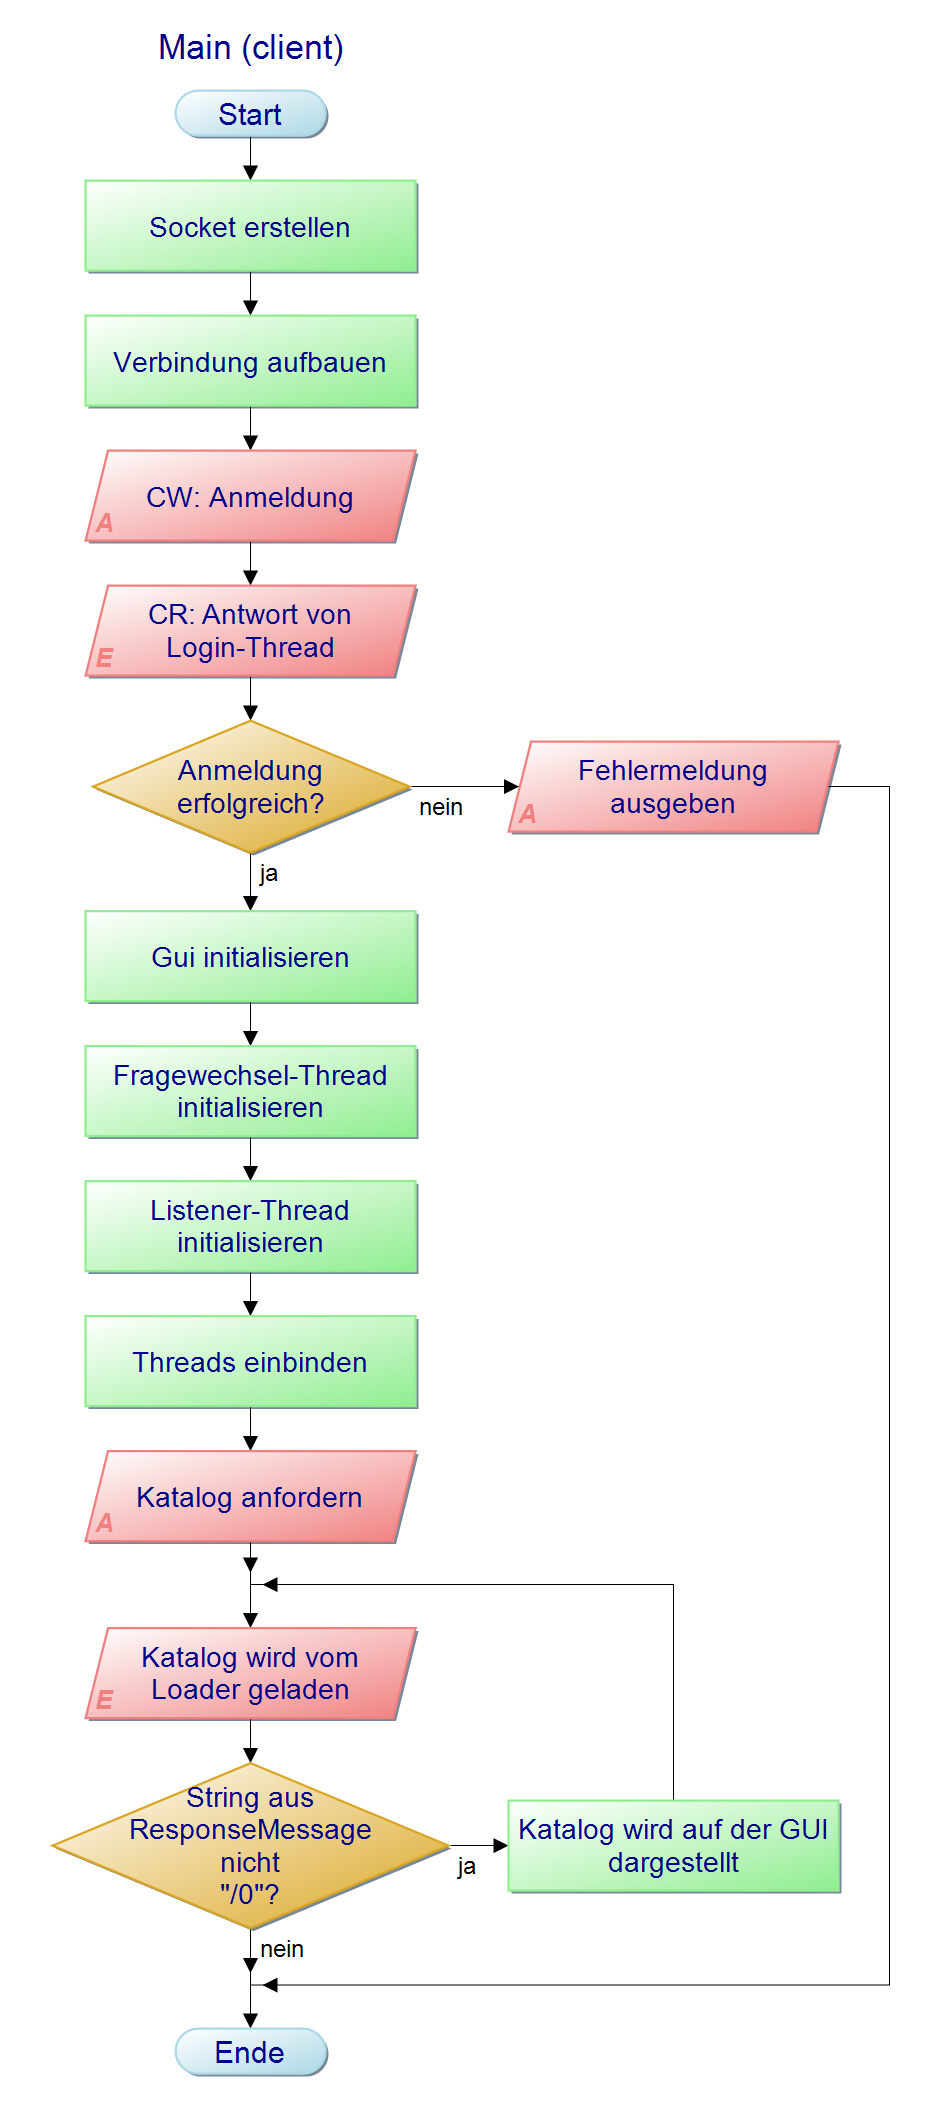 Main (client)
Start
Socket erstellen
Verbindung aufbauen
CW: Anmeldung
A
CR: Antwort von
Login-Thread
E
Anmeldung
erfolgreich?
nein
Fehlermeldung
ausgeben
A
ja
Gui initialisieren
Fragewechsel-Thread
initialisieren
Listener-Thread
initialisieren
Threads einbinden
Katalog anfordern
A
Katalog wird vom
Loader geladen
E
String aus
ResponseMessage
nicht
"/0"?
ja
Katalog wird auf der GUI
dargestellt
nein
Ende